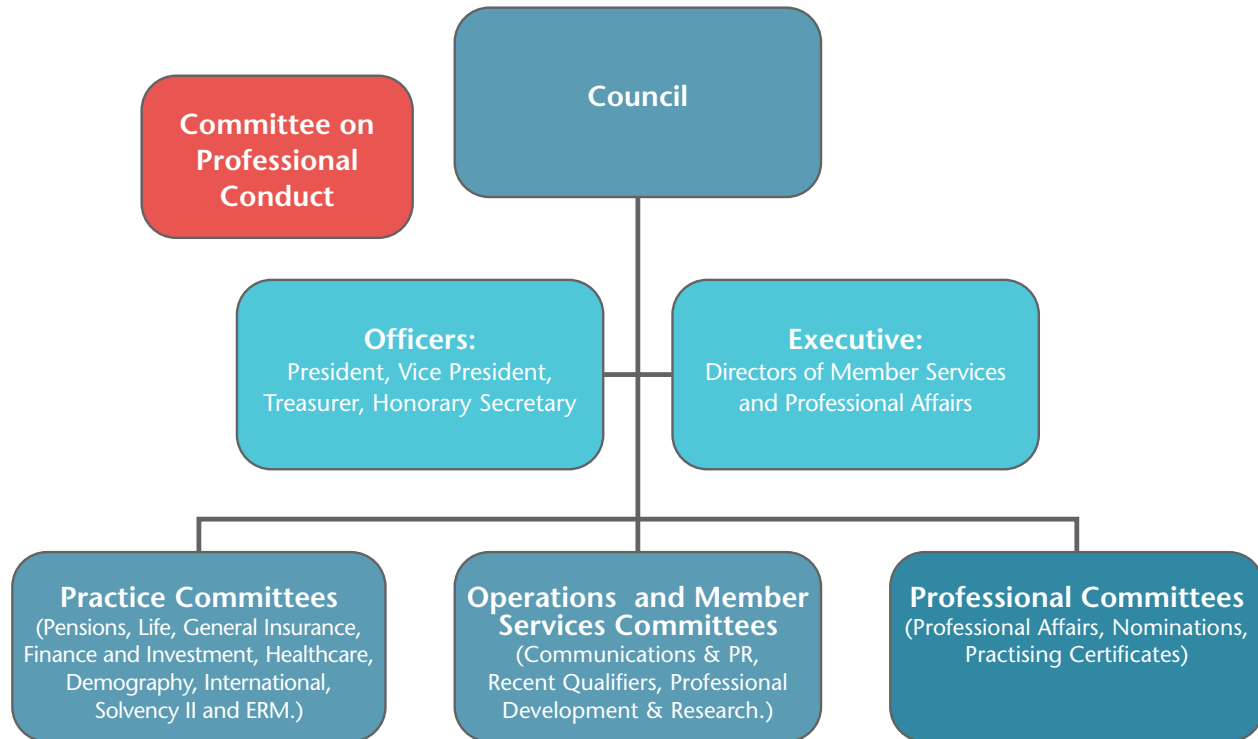 Council
Committee on
Professional
Conduct
Officers:
President, Vice President,
Treasurer, Honorary Secretary
Executive:
Directors of Member Services
and Professional Affairs
Practice Committees
(Pensions, Life, General Insurance,
Finance and Investment, Healthcare,
Demography, International,
Solvency II and ERM.)
Operations and Member
Services Committees
(Communications & PR,
Recent Qualifiers, Professional
Development & Research.)
Professional Committees
(Professional Affairs, Nominations,
Practising Certificates)